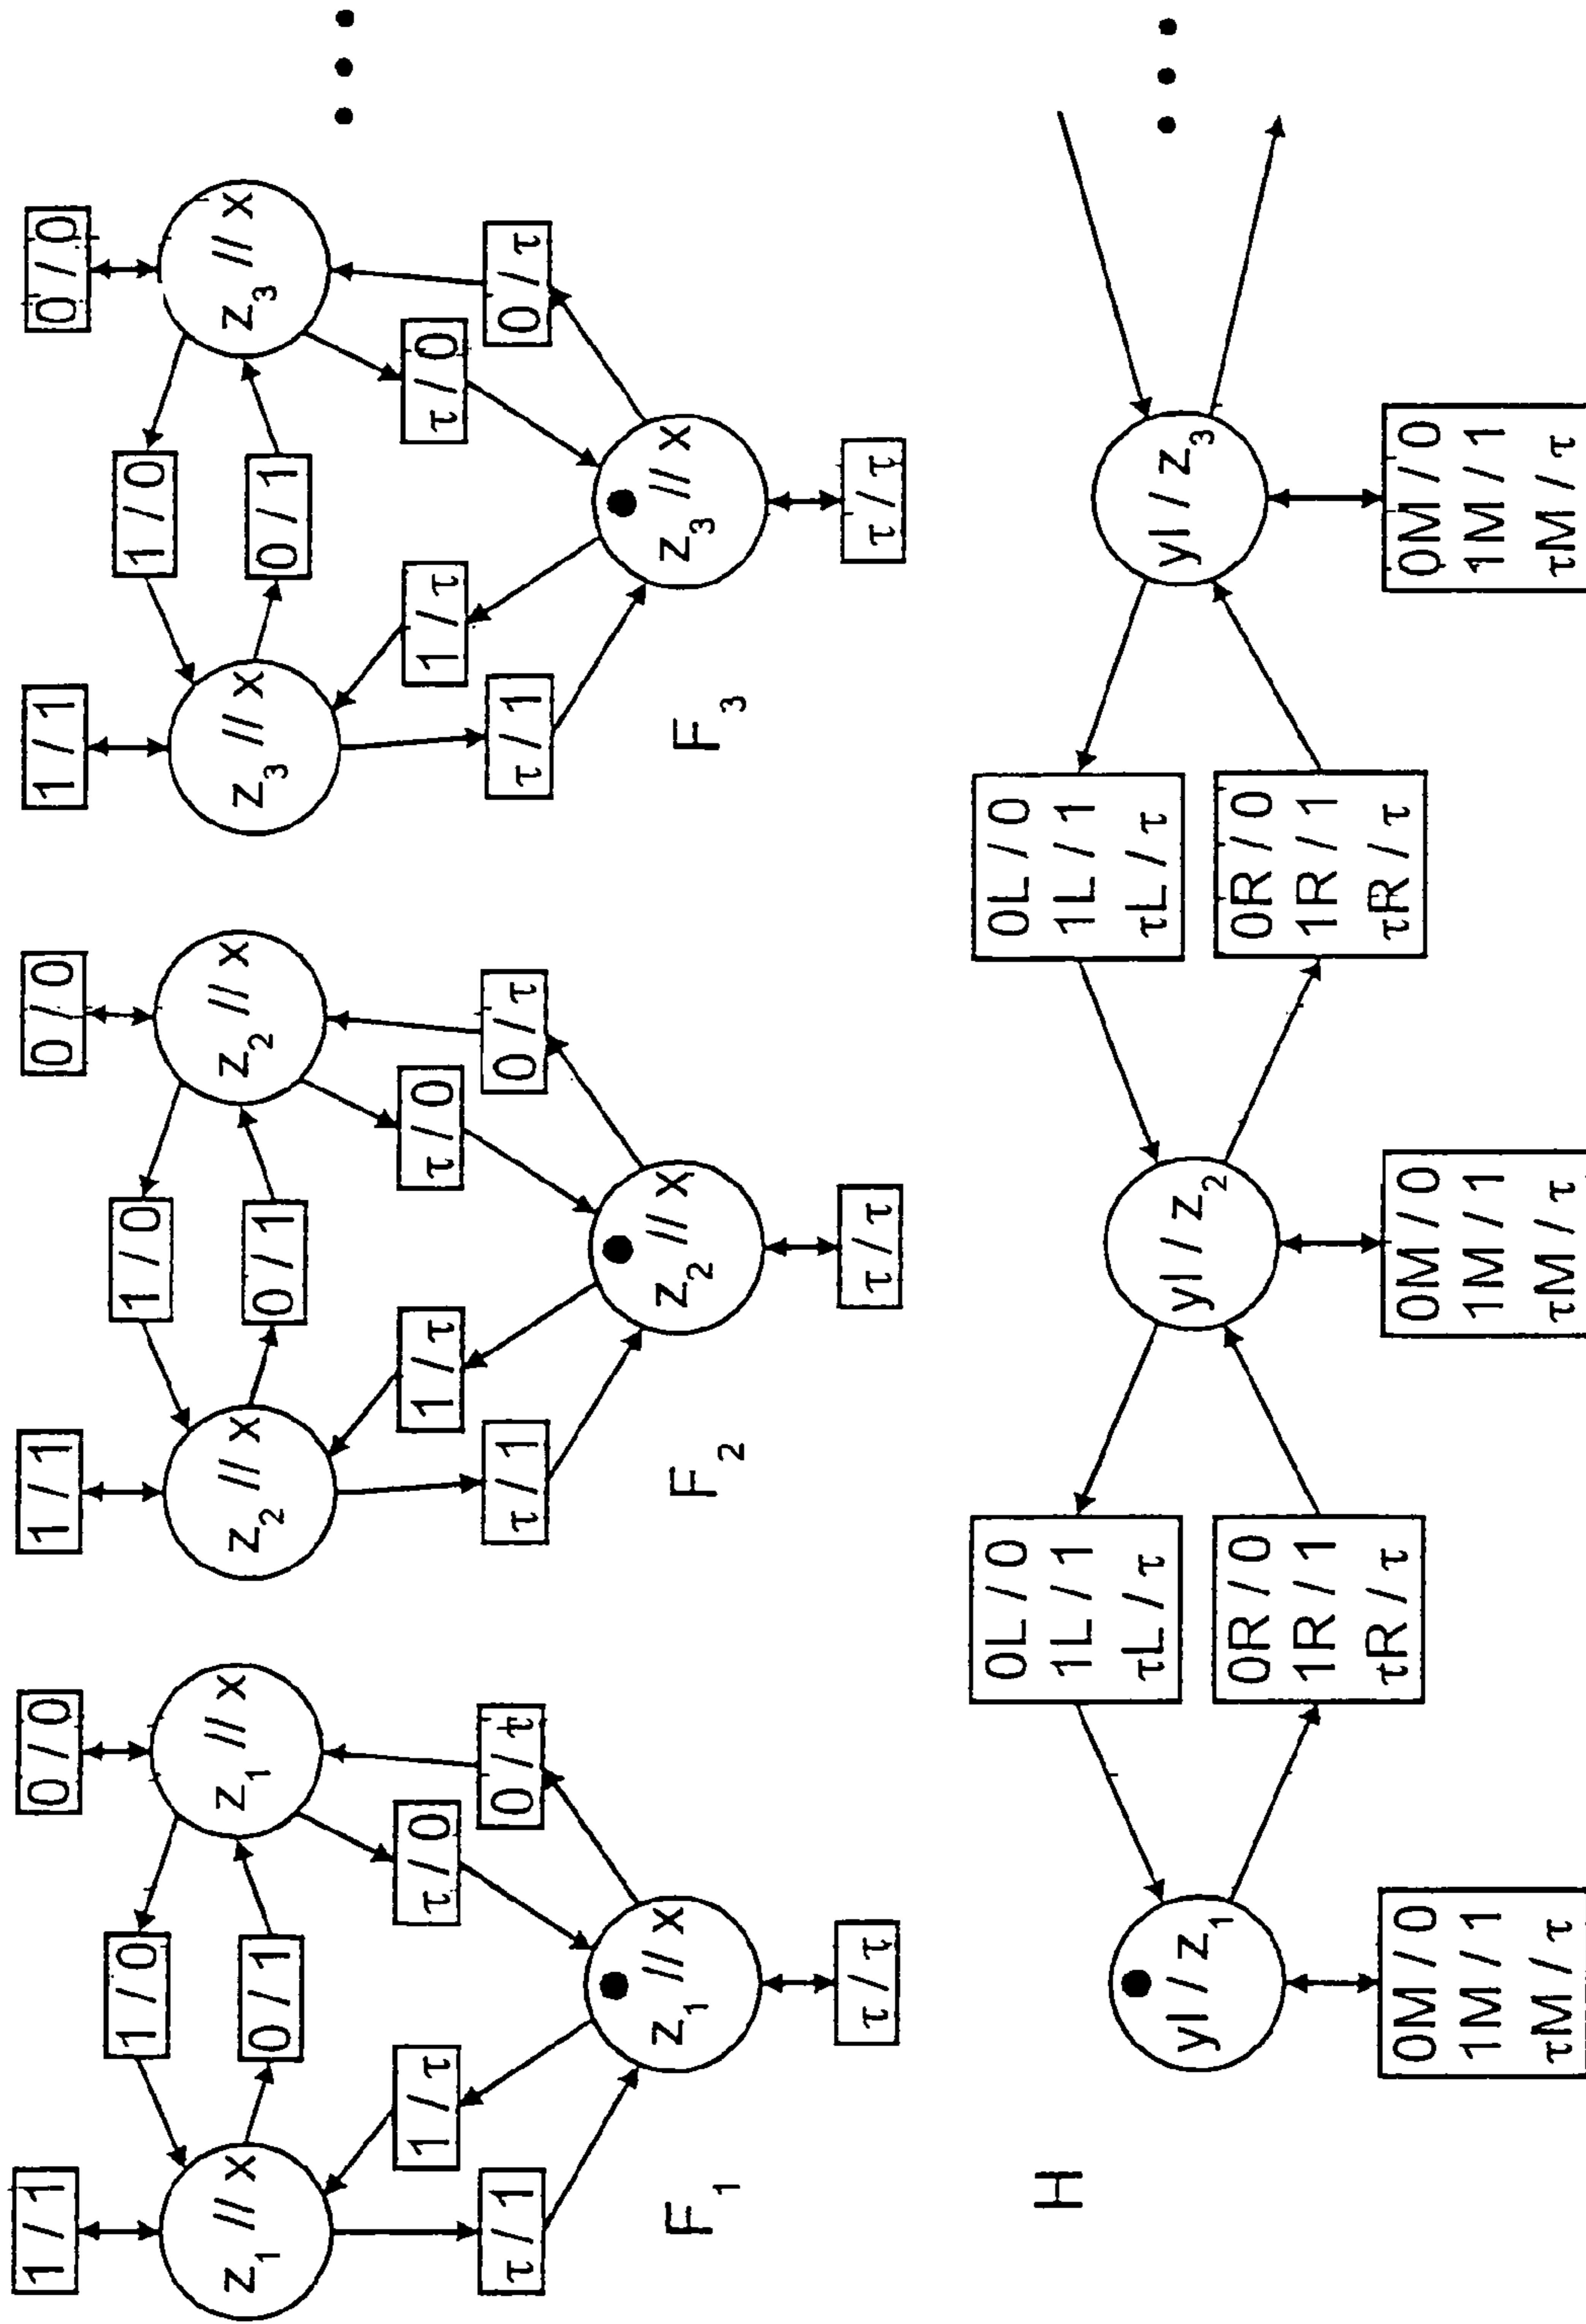 1 / 1
0 / 0
1 / 0
z₁ // x
z₁ // x
0 / 1
1 / τ
τ / 0
τ / 1
0 / τ
z₁ // x
F₁
τ / τ
1 / 1
0 / 0
1 / 0
z₂ // x
z₂ // x
0 / 1
1 / τ
τ / 0
τ / 1
0 / τ
z₂ // x
F₂
τ / τ
1 / 1
0 / 0
1 / 0
z₃ // x
z₃ // x
0 / 1
1 / τ
τ / 0
τ / 1
0 / τ
z₃ // x
F₃
τ / τ
• • •
H
0L / 0
1L / 1
τL / τ
0L / 0
1L / 1
τL / τ
yl // z₁
yl // z₂
yl // z₃
• • •
0R / 0
1R / 1
τR / τ
0R / 0
1R / 1
τR / τ
0M / 0
1M / 1
τM / τ
0M / 0
1M / 1
τM / τ
0M / 0
1M / 1
τM / τ